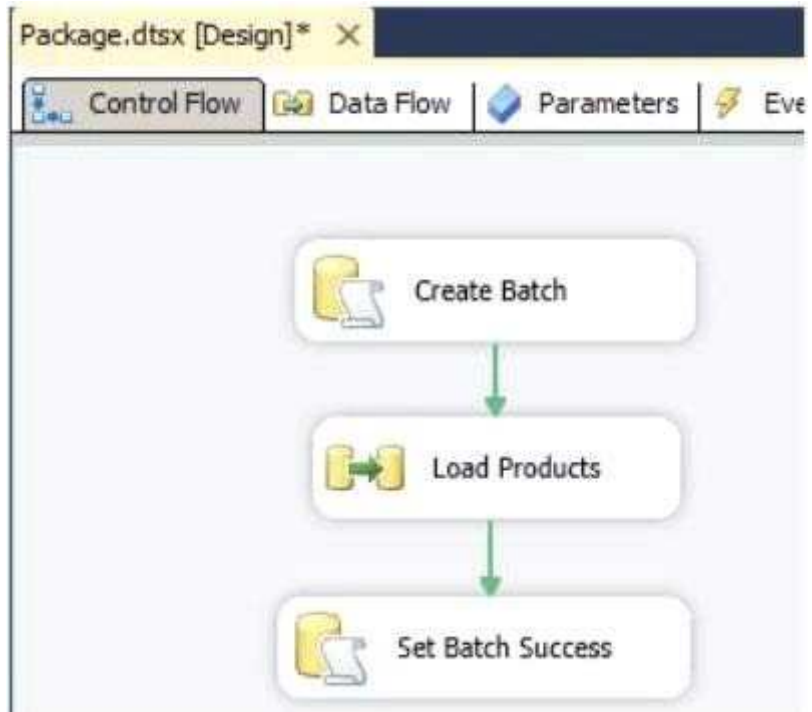 Package.dtsx [Design]* ×
Control Flow Data Flow Parameters Eve
Create Batch
Load Products
Set Batch Success